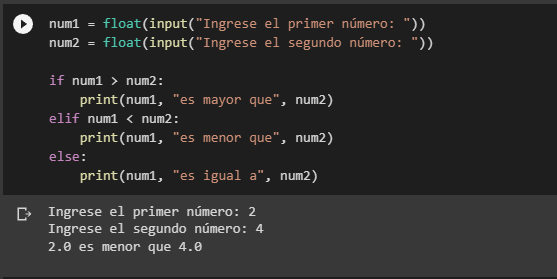 num1 = float(input("Ingrese el primer número: "))
num2 = float(input("Ingrese el segundo número: "))
if num1 > num2:
    print(num1, "es mayor que", num2)
elif num1 < num2:
    print(num1, "es menor que", num2)
else:
    print(num1, "es igual a", num2)
Ingrese el primer número: 2
Ingrese el segundo número: 4
2.0 es menor que 4.0